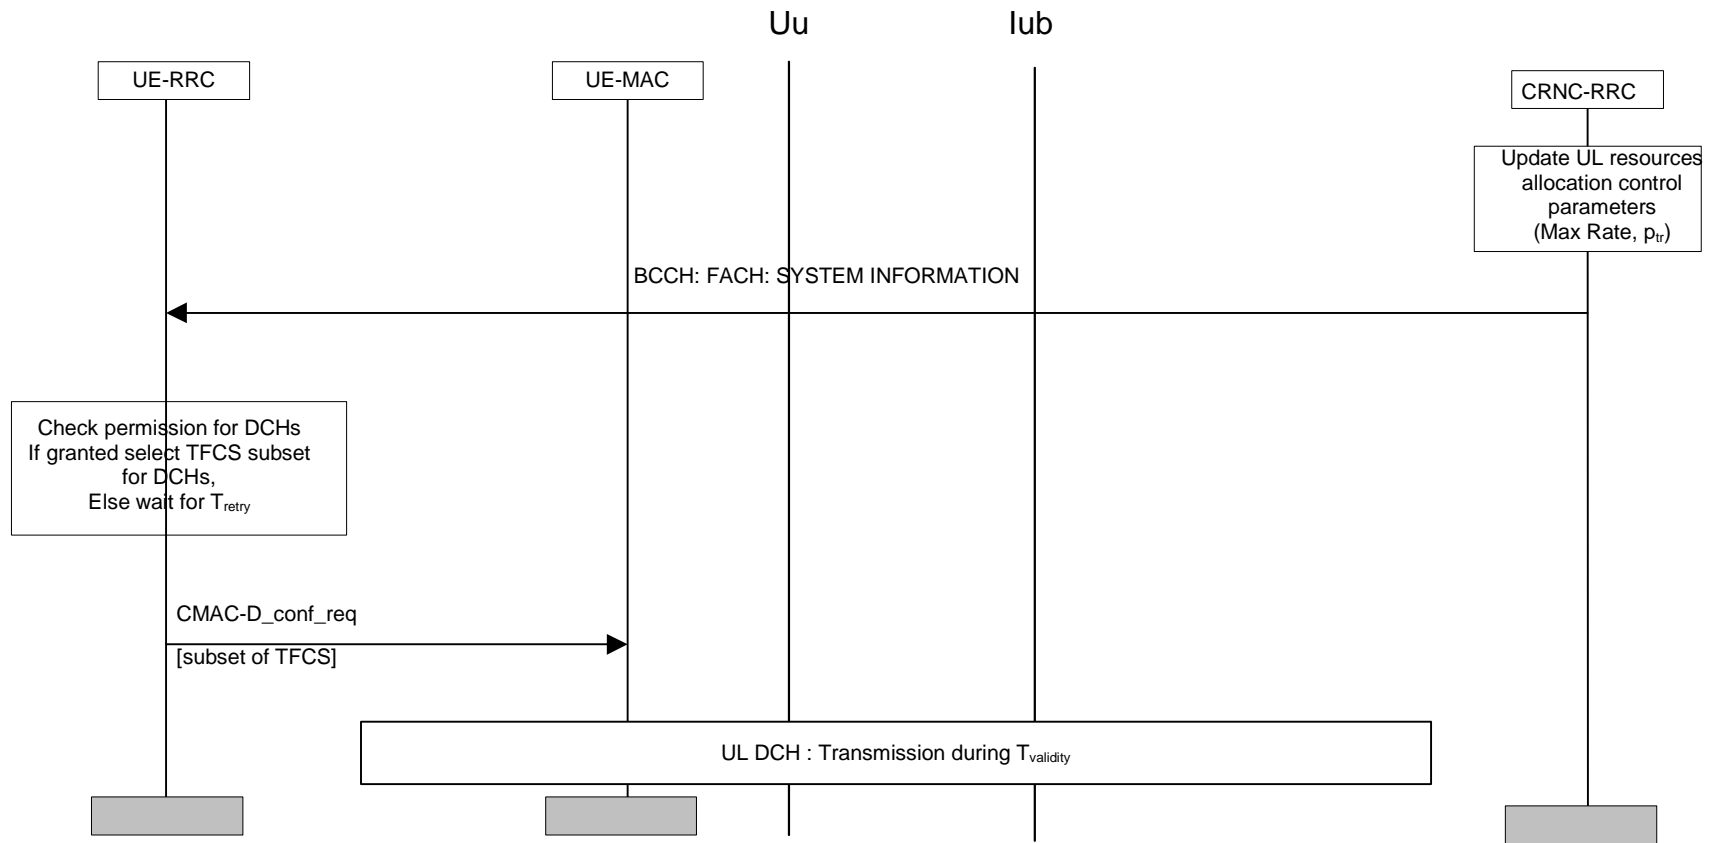 Uu
Iub
UE-RRC
UE-MAC
CRNC-RRC
Update UL resources
allocation control
parameters
(Max Rate, ptr)
BCCH: FACH: SYSTEM INFORMATION
Check permission for DCHs
If granted select TFCS subset
for DCHs,
Else wait for Tretry
CMAC-D_conf_req
[subset of TFCS]
UL DCH : Transmission during Tvalidity